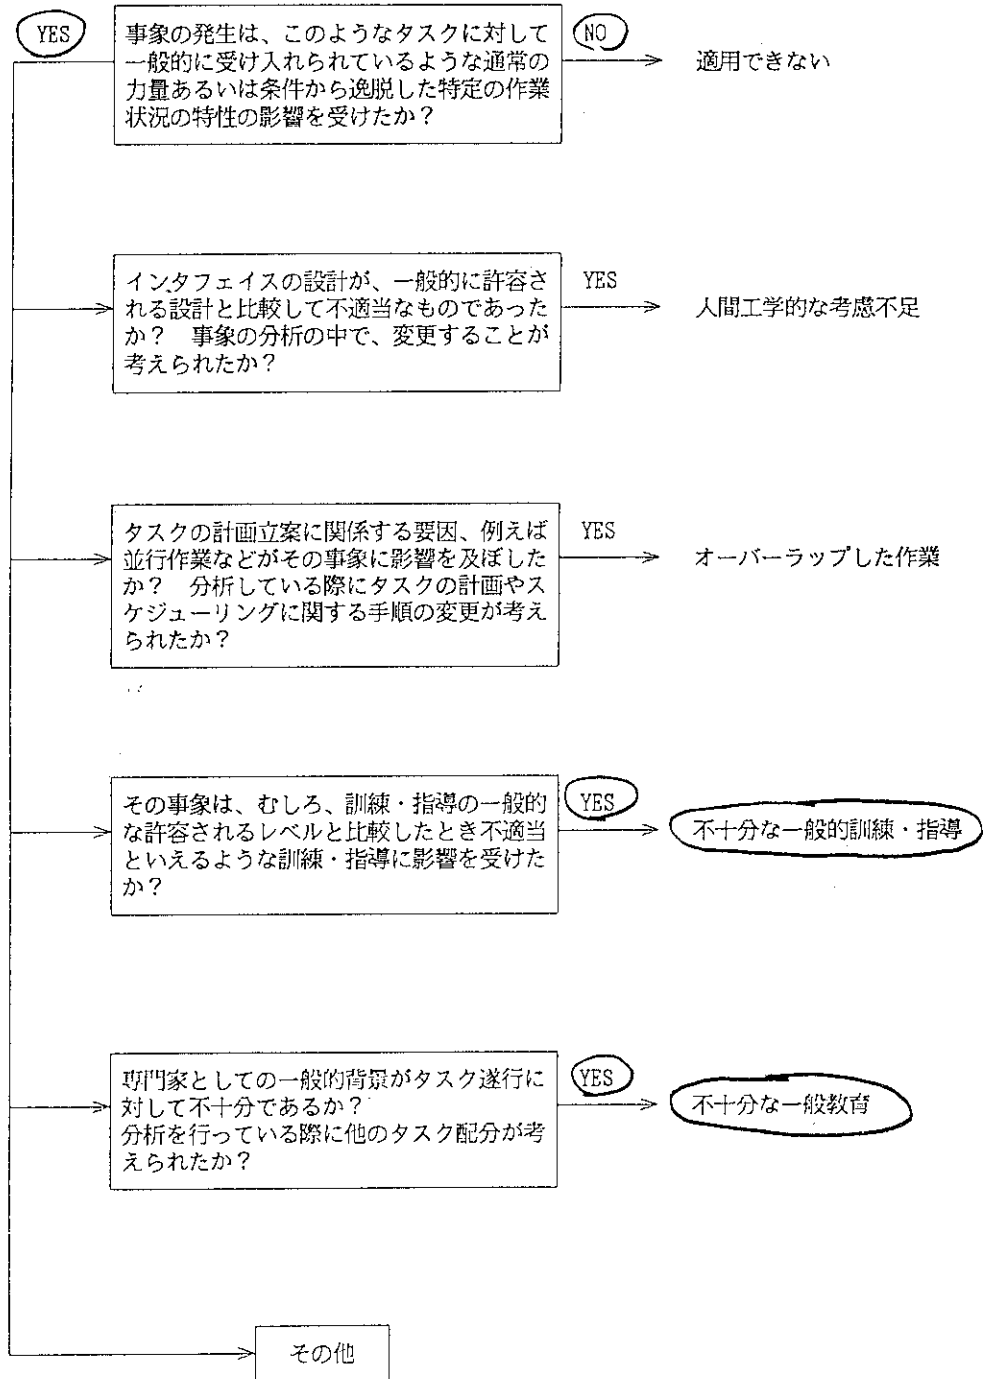 YES
事象の発生は、このようなタスクに対して
一般的に受け入れられているような通常の
力量あるいは条件から逸脱した特定の作業
状況の特性の影響を受けたか？
NO
適用できない
インタフェイスの設計が、一般的に許容さ
れる設計と比較して不適当なものであった
か？　事象の分析の中で、変更することが
考えられたか？
YES
人間工学的な考慮不足
タスクの計画立案に関係する要因、例えば
並行作業などがその事象に影響を及ぼした
か？　分析している際にタスクの計画やス
ケジューリングに関する手順の変更が考え
られたか？
YES
オーバーラップした作業
その事象は、むしろ、訓練・指導の一般的
な許容されるレベルと比較したとき不適当
といえるような訓練・指導に影響を受けた
か？
YES
不十分な一般的訓練・指導
専門家としての一般的背景がタスク遂行に
対して不十分であるか？
分析を行っている際に他のタスク配分が考
えられたか？
YES
不十分な一般教育
その他